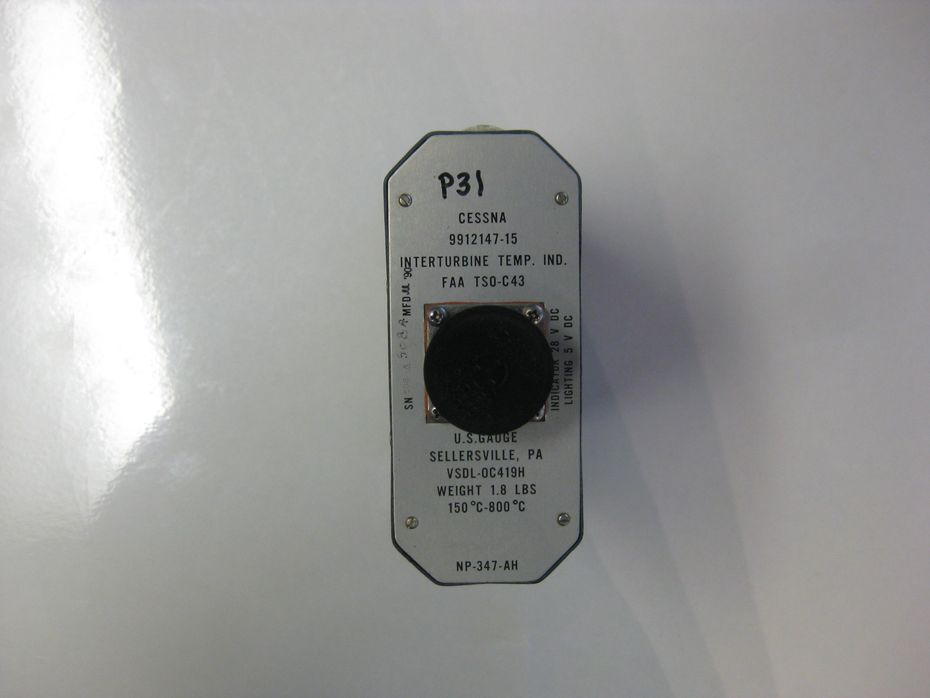 P31
CESSNA
9912147-15
INTERTURBINE TEMP. IND.
FAA TSO-C43
SN MFD '90
INDICATOR 28 V DC
LIGHTING 5 V DC
U.S.GAUGE
SELLERSVILLE, PA
VSDL-0C419H
WEIGHT 1.8 LBS
150°C-800°C
NP-347-AH